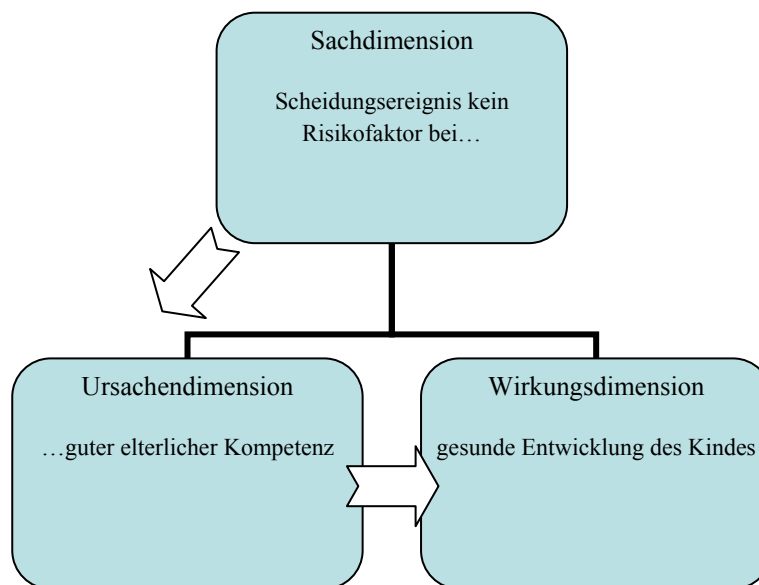 Sachdimension
Scheidungsereignis kein
Risikofaktor bei…
Ursachendimension
…guter elterlicher Kompetenz
Wirkungsdimension
gesunde Entwicklung des Kindes